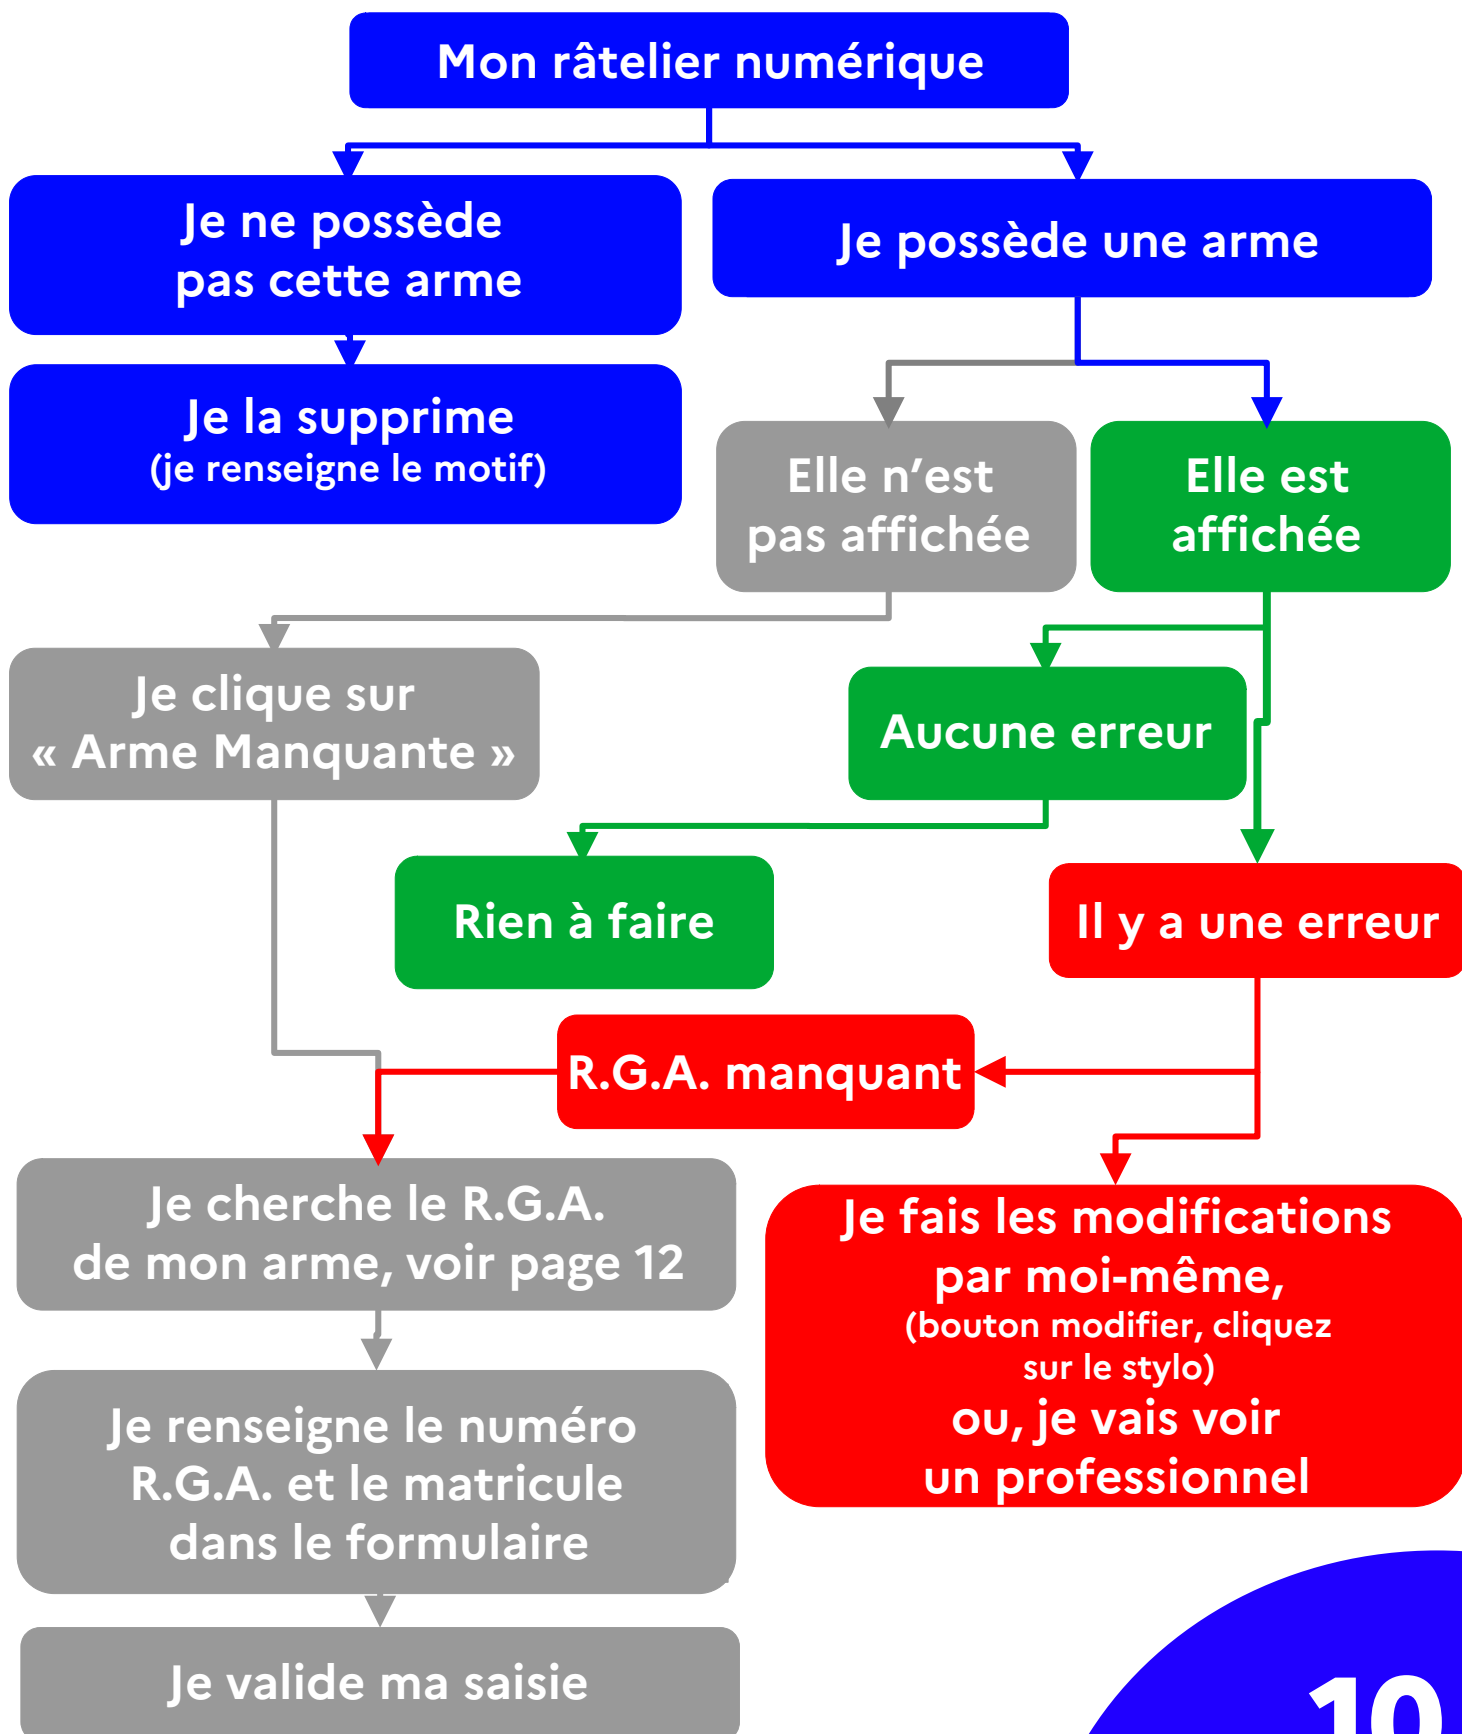 Mon râtelier numérique
Je ne possède
pas cette arme
Je possède une arme
Je la supprime
(je renseigne le motif)
Elle n’est
pas affichée
Elle est
affichée
Je clique sur
« Arme Manquante »
Aucune erreur
Rien à faire
Il y a une erreur
R.G.A. manquant
Je cherche le R.G.A.
de mon arme, voir page 12
Je fais les modifications
par moi-même,
(bouton modifier, cliquez
sur le stylo)
ou, je vais voir
un professionnel
Je renseigne le numéro
R.G.A. et le matricule
dans le formulaire
Je valide ma saisie
10